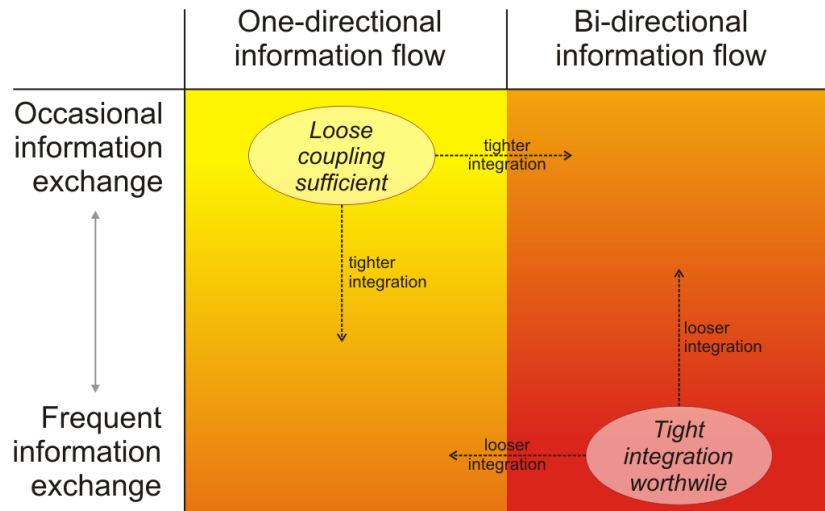 One-directional
information flow
Bi-directional
information flow
Occasional
information
exchange
Loose
coupling
sufficient
tighter
integration
tighter
integration
looser
integration
Frequent
information
exchange
looser
integration
Tight
integration
worthwile